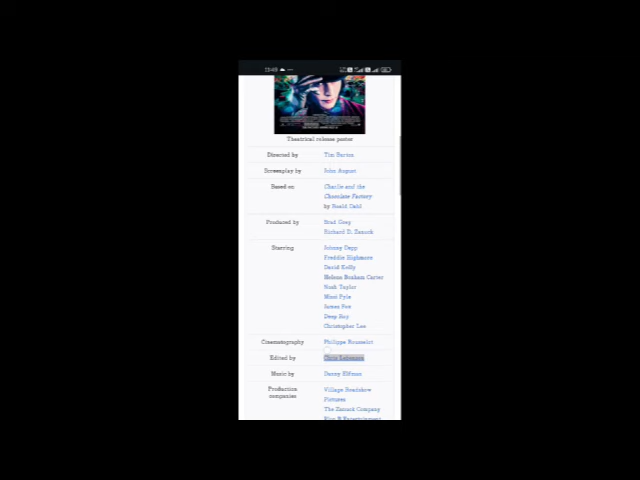 Theatrical release poster
Directed by Tim Burton
Screenplay by John August
Based on Charlie and the
Chocolate Factory
by Roald Dahl
Produced by Brad Grey
Richard D. Zanuck
Starring Johnny Depp
Freddie Highmore
David Kelly
Helena Bonham Carter
Noah Taylor
Missi Pyle
James Fox
Deep Roy
Christopher Lee
Cinematography Philippe Rousselot
Edited by Chris Lebenzon
Music by Danny Elfman
Production Village Roadshow
companies Pictures
The Zanuck Company
Plan B Entertainment